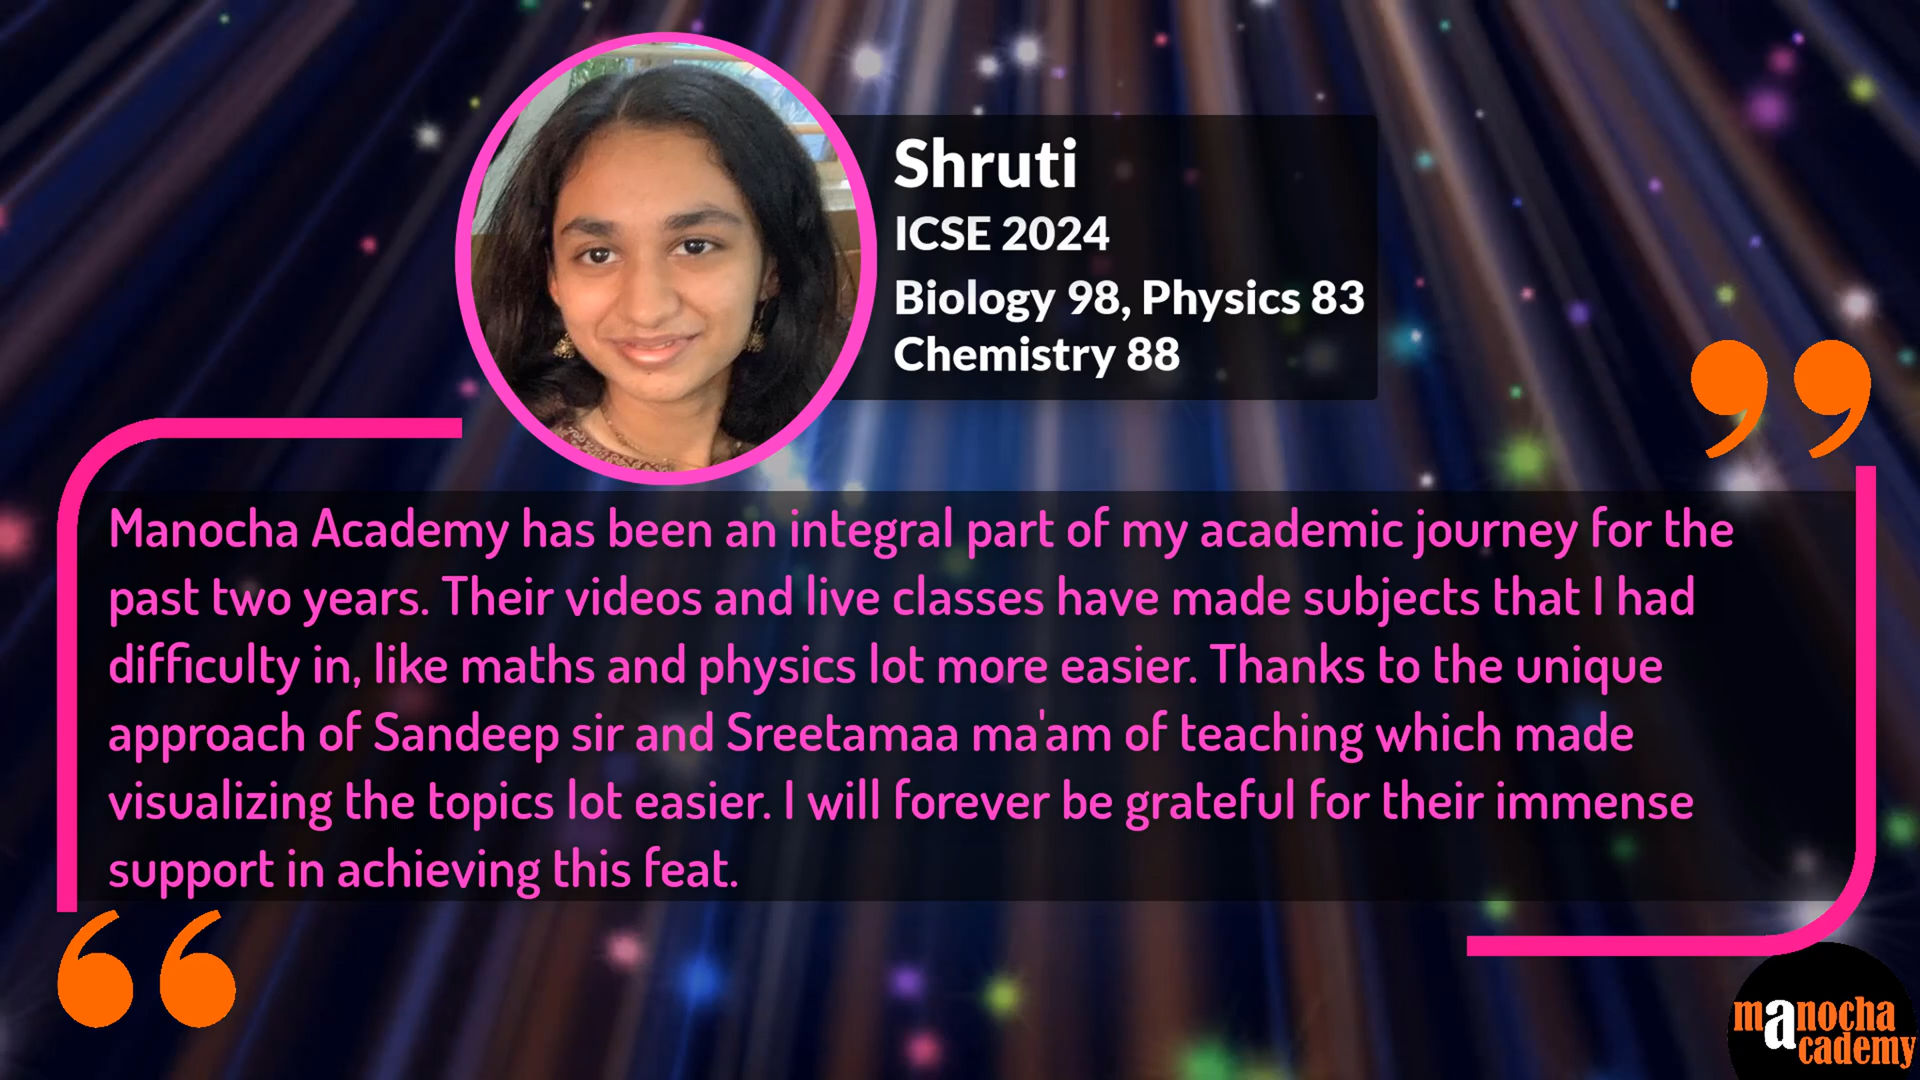 Shruti
ICSE 2024
Biology 98, Physics 83
Chemistry 88
Manocha Academy has been an integral part of my academic journey for the
past two years. Their videos and live classes have made subjects that I had
difficulty in, like maths and physics lot more easier. Thanks to the unique
approach of Sandeep sir and Sreetamaa ma'am of teaching which made
visualizing the topics lot easier. I will forever be grateful for their immense
support in achieving this feat.
manocha
academy